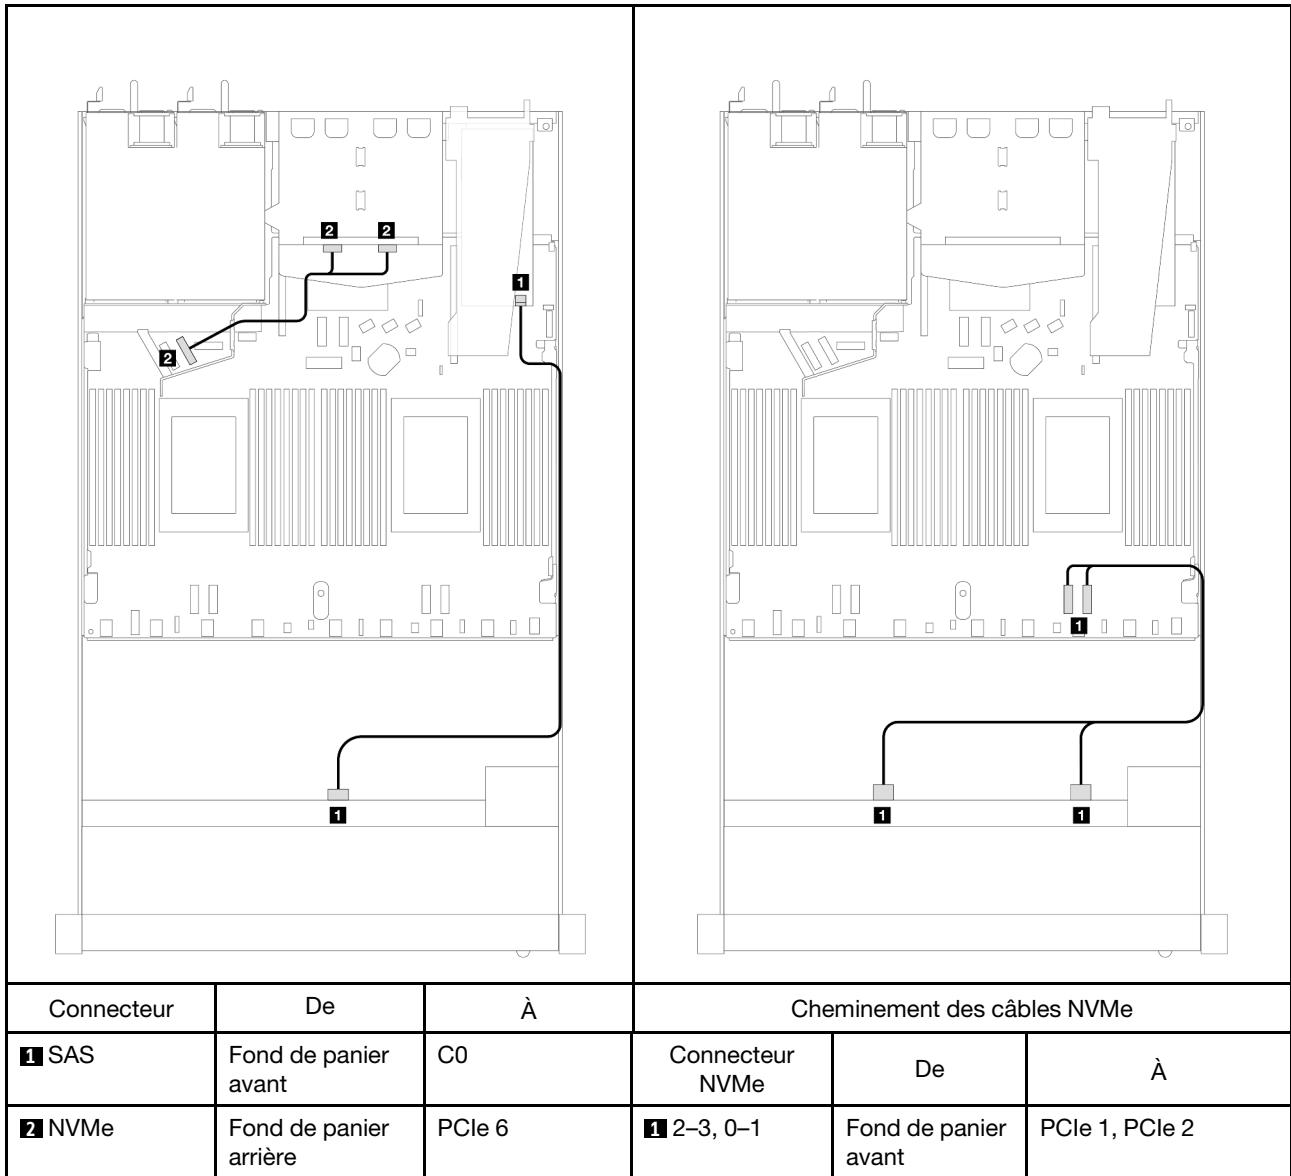 2 2
1
2
1
1
1 1
Connecteur De À Cheminement des câbles NVMe
1 SAS Fond de panier avant C0 Connecteur NVMe De À
2 NVMe Fond de panier arrière PCIe 6 1 2–3, 0–1 Fond de panier avant PCIe 1, PCIe 2